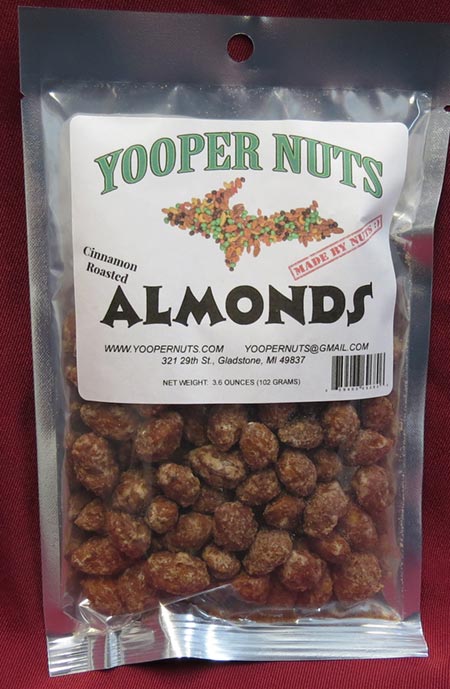 YOOPER NUTS
MADE BY NUTS
Cinnamon
Roasted
ALMONDS
WWW.YOOPERNUTS.COM YOOPERNUTS@GMAIL.COM
321 29th St., Gladstone, MI 49837
NET WEIGHT: 3.6 OUNCES (102 GRAMS)